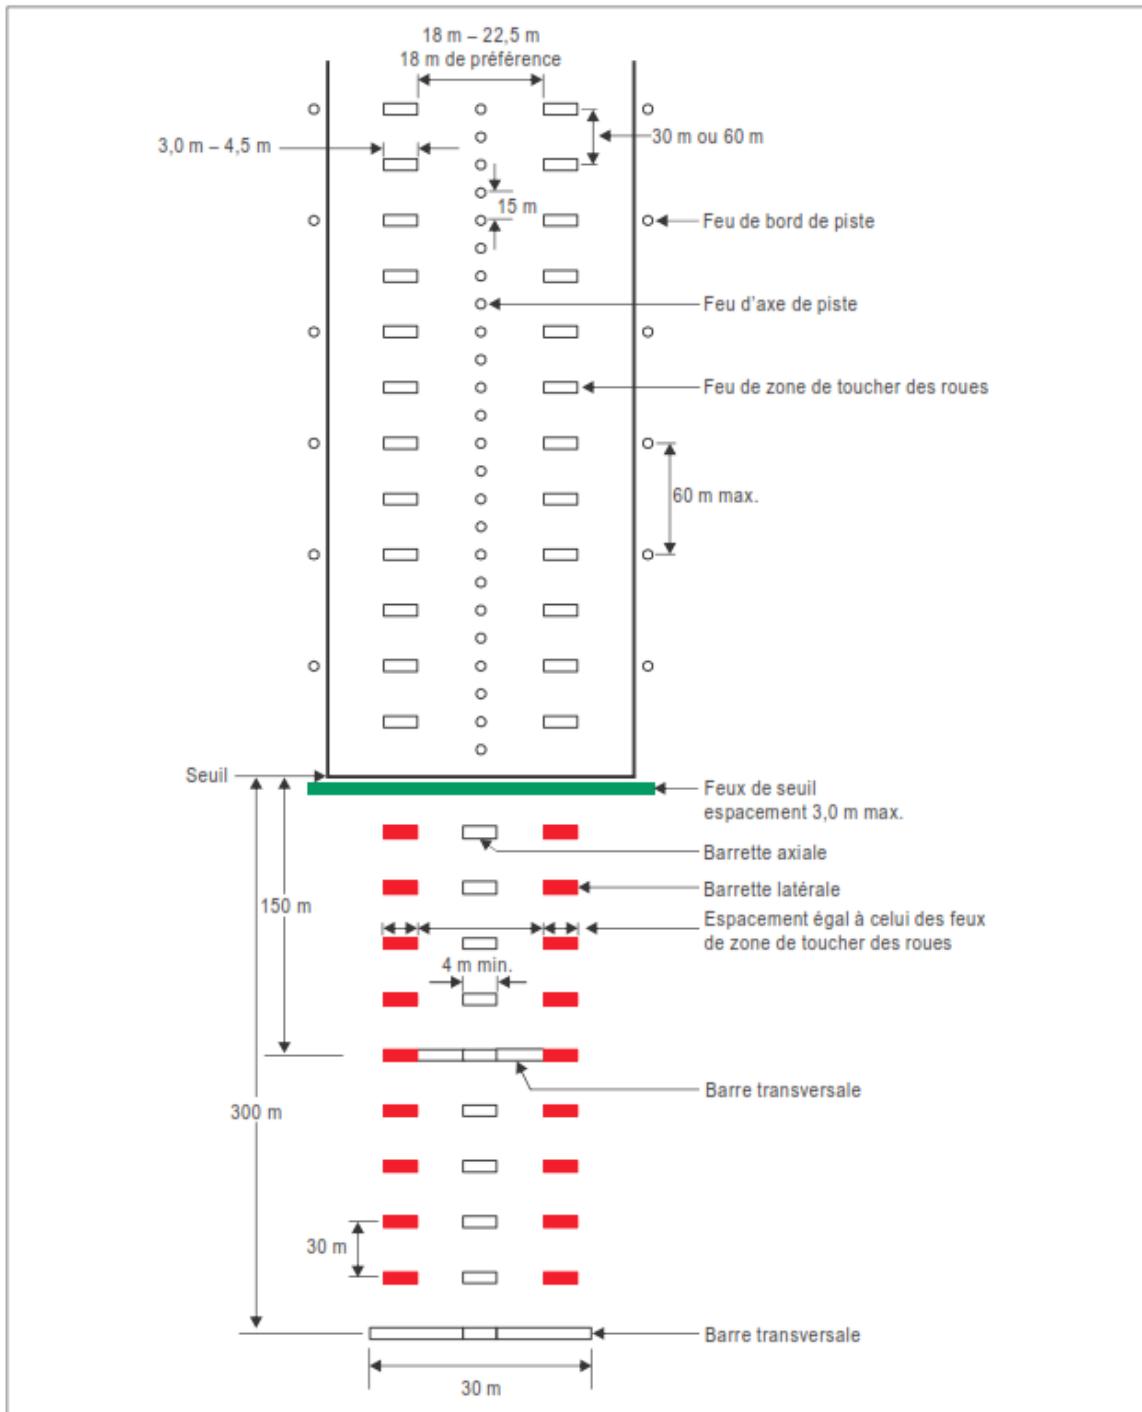 18 m – 22,5 m
18 m de préférence
3,0 m – 4,5 m
30 m ou 60 m
15 m
Feu de bord de piste
Feu d'axe de piste
Feu de zone de toucher des roues
60 m max.
Seuil
Feux de seuil
espacement 3,0 m max.
Barrette axiale
Barrette latérale
150 m
Espacement égal à celui des feux
de zone de toucher des roues
4 m min.
Barre transversale
300 m
30 m
Barre transversale
30 m